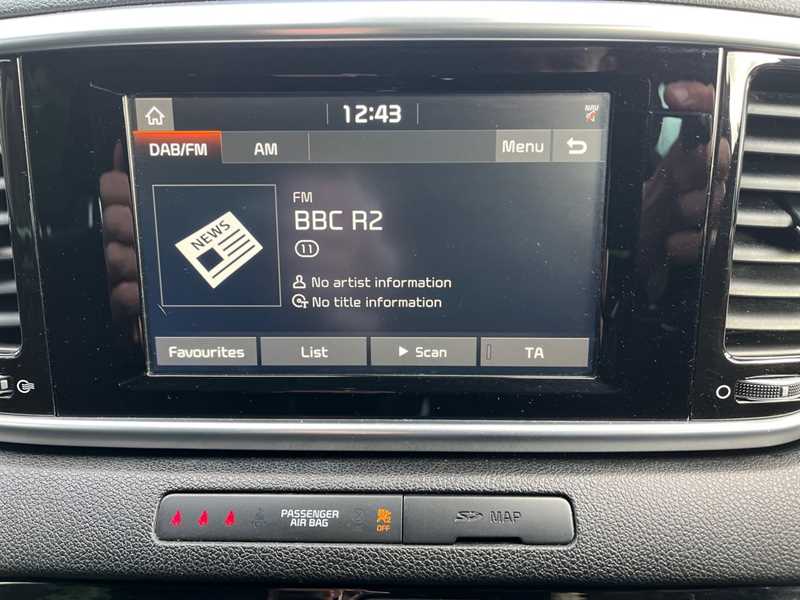 12:43
NAV
DAB/FM
AM
Menu
FM
BBC R2
11
NEWS
No artist information
No title information
Favourites
List
Scan
TA
PASSENGER
AIR BAG
OFF
SD MAP